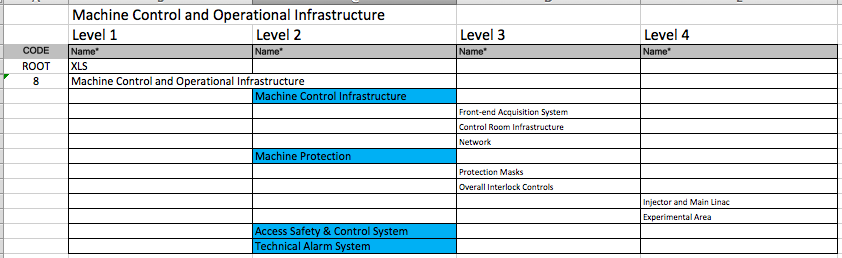 Machine Control and Operational Infrastructure
Level 1 Level 2 Level 3 Level 4
CODE Name* Name* Name* Name*
ROOT XLS
8 Machine Control and Operational Infrastructure
Machine Control Infrastructure
Front-end Acquisition System
Control Room Infrastructure
Network
Machine Protection
Protection Masks
Overall Interlock Controls
Injector and Main Linac
Experimental Area
Access Safety & Control System
Technical Alarm System